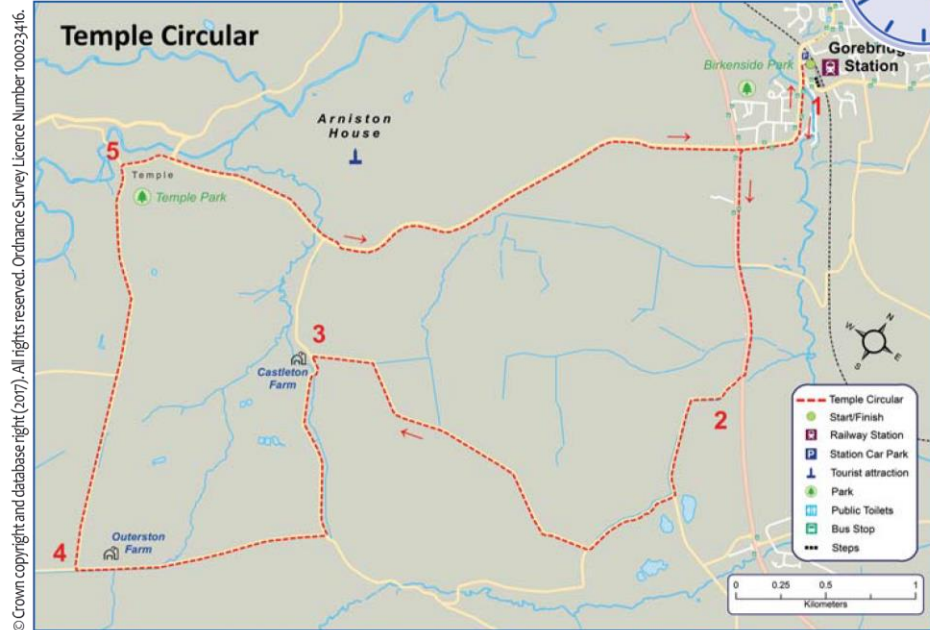 © Crown copyright and database right (2017). All rights reserved. Ordnance Survey Licence Number 100023416.
Temple Circular
Gorebridge
Station
Birkenside Park
1
Arniston
House
5
Temple
Temple Park
3
Castleton
Farm
2
N
W
E
S
Temple Circular
Start/Finish
Railway Station
P
Station Car Park
Tourist attraction
Park
Public Toilets
Bus Stop
Steps
Outerston
Farm
4
0 0.25 0.5 1
Kilometers